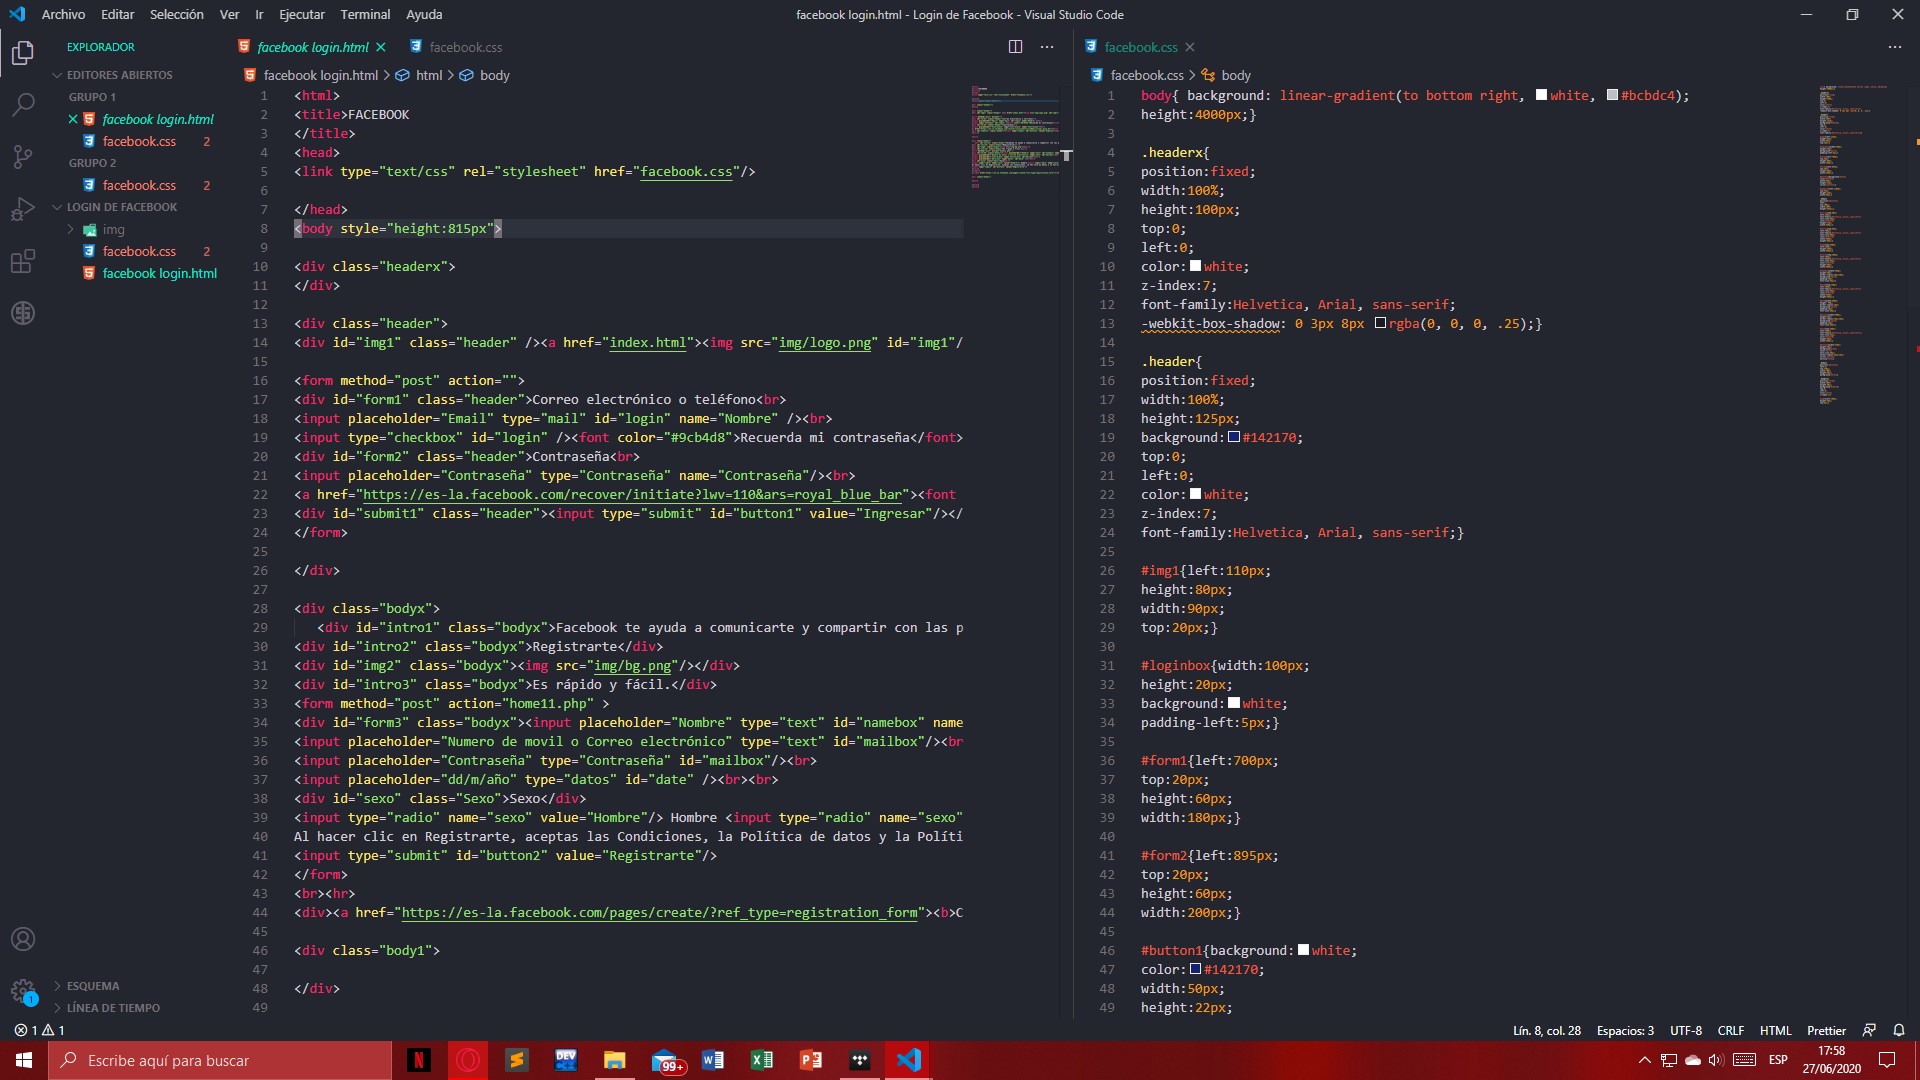 Archivo Editar Selección Ver Ir Ejecutar Terminal Ayuda
facebook login.html - Login de Facebook - Visual Studio Code
EXPLORADOR
EDITORES ABIERTOS
GRUPO 1
facebook login.html
facebook.css 2
GRUPO 2
facebook.css 2
LOGIN DE FACEBOOK
img
facebook.css 2
facebook login.html
ESQUEMA
LÍNEA DE TIEMPO
facebook login.html facebook.css
facebook login.html > html > body
1 <html>
2 <title>FACEBOOK
3 </title>
4 <head>
5 <link type="text/css" rel="stylesheet" href="facebook.css"/>
6
7 </head>
8 <body style="height:815px">
9
10 <div class="headerx">
11 </div>
12
13 <div class="header">
14 <div id="img1" class="header" /><a href="index.html"><img src="img/logo.png" id="img1"/
15
16 <form method="post" action="">
17 <div id="form1" class="header">Correo electrónico o teléfono<br>
18 <input placeholder="Email" type="mail" id="login" name="Nombre" /><br>
19 <input type="checkbox" id="login" /><font color="#9cb4d8">Recuerda mi contraseña</font>
20 <div id="form2" class="header">Contraseña<br>
21 <input placeholder="Contraseña" type="Contraseña" name="Contraseña"/><br>
22 <a href="https://es-la.facebook.com/recover/initiate?lwv=110&ars=royal_blue_bar"><font
23 <div id="submit1" class="header"><input type="submit" id="button1" value="Ingresar"/></
24 </form>
25
26 </div>
27
28 <div class="bodyx">
29 <div id="intro1" class="bodyx">Facebook te ayuda a comunicarte y compartir con las p
30 <div id="intro2" class="bodyx">Registrarte</div>
31 <div id="img2" class="bodyx"><img src="img/bg.png"/></div>
32 <div id="intro3" class="bodyx">Es rápido y fácil.</div>
33 <form method="post" action="home11.php" >
34 <div id="form3" class="bodyx"><input placeholder="Nombre" type="text" id="namebox" name
35 <input placeholder="Numero de movil o Correo electrónico" type="text" id="mailbox"/><br
36 <input placeholder="Contraseña" type="Contraseña" id="mailbox"/><br>
37 <input placeholder="dd/m/año" type="datos" id="date" /><br><br>
38 <div id="sexo" class="Sexo">Sexo</div>
39 <input type="radio" name="sexo" value="Hombre"/> Hombre <input type="radio" name="sexo"
40 Al hacer clic en Registrarte, aceptas las Condiciones, la Política de datos y la Políti
41 <input type="submit" id="button2" value="Registrarte"/>
42 </form>
43 <br><hr>
44 <div><a href="https://es-la.facebook.com/pages/create/?ref_type=registration_form"><b>C
45
46 <div class="body1">
47
48 </div>
49
facebook.css
facebook.css > body
1 body{ background: linear-gradient(to bottom right, white, #bcbdc4);
2 height:4000px;}
3
4 .headerx{
5 position:fixed;
6 width:100%;
7 height:100px;
8 top:0;
9 left:0;
10 color:white;
11 z-index:7;
12 font-family:Helvetica, Arial, sans-serif;
13 -webkit-box-shadow: 0 3px 8px rgba(0, 0, 0, .25);}
14
15 .header{
16 position:fixed;
17 width:100%;
18 height:125px;
19 background:#142170;
20 top:0;
21 left:0;
22 color:white;
23 z-index:7;
24 font-family:Helvetica, Arial, sans-serif;}
25
26 #img1{left:110px;
27 height:80px;
28 width:90px;
29 top:20px;}
30
31 #loginbox{width:100px;
32 height:20px;
33 background:white;
34 padding-left:5px;}
35
36 #form1{left:700px;
37 top:20px;
38 height:60px;
39 width:180px;}
40
41 #form2{left:895px;
42 top:20px;
43 height:60px;
44 width:200px;}
45
46 #button1{background:white;
47 color:#142170;
48 width:50px;
49 height:22px;
1
1 1
Lín. 8, col. 28 Espacios: 3 UTF-8 CRLF HTML Prettier
Escribe aquí para buscar
N
DEV
99+
ESP
17:58
27/06/2020